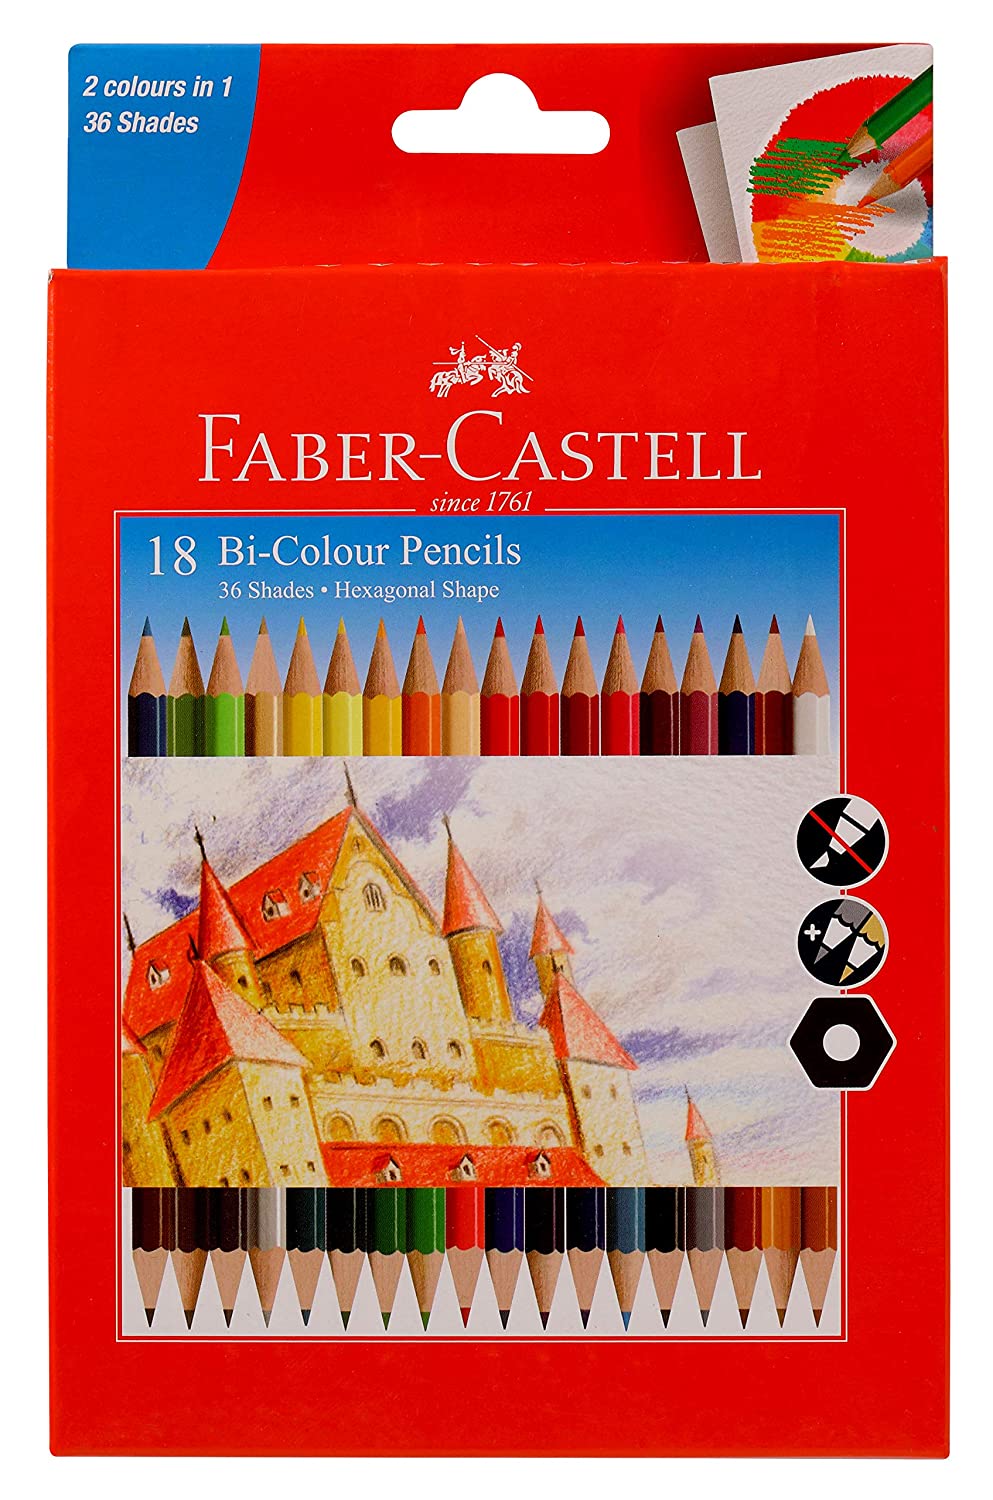 2 colours in 1
36 Shades
FABER-CASTELL
since 1761
18 Bi-Colour Pencils
36 Shades • Hexagonal Shape